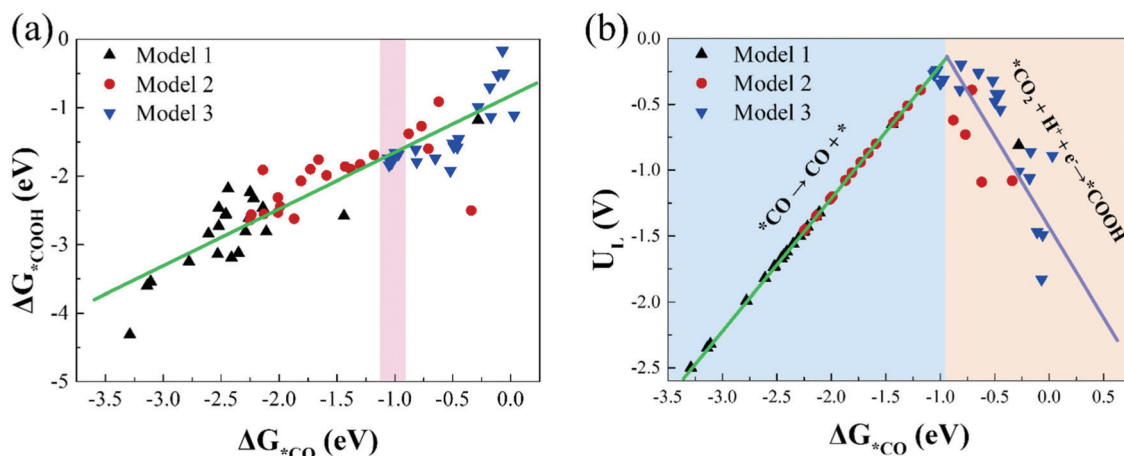 (a)
0
-1
-2
-3
-4
-5
ΔG*COOH (eV)
Model 1
Model 2
Model 3
-3.5 -3.0 -2.5 -2.0 -1.5 -1.0 -0.5 0.0
ΔG*CO (eV)
(b)
0.0
-0.5
-1.0
-1.5
-2.0
-2.5
UL (V)
Model 1
Model 2
Model 3
*CO → CO + *
*CO2 + H+ + e- → *COOH
-3.5 -3.0 -2.5 -2.0 -1.5 -1.0 -0.5 0.0 0.5
ΔG*CO (eV)